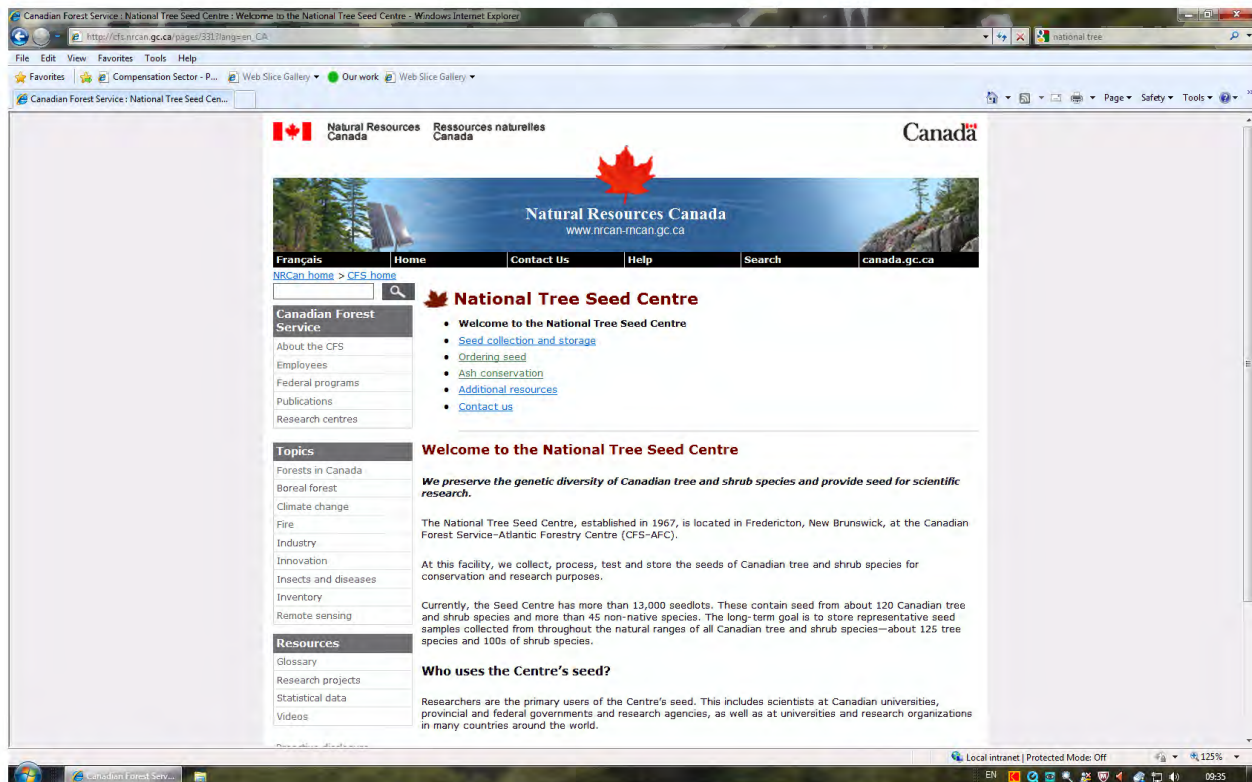 Canadian Forest Service : National Tree Seed Centre : Welcome to the National Tree Seed Centre - Windows Internet Explorer
http://cfs.nrcan.gc.ca/pages/331?lang=en_CA
national tree
File Edit View Favorites Tools Help
Favorites Compensation Sector - P... Web Slice Gallery Our work Web Slice Gallery
Canadian Forest Service : National Tree Seed Cen...
Page Safety Tools
Natural Resources Ressources naturelles
Canada Canada
Canada
Natural Resources Canada
www.nrcan-rncan.gc.ca
Français Home Contact Us Help Search canada.gc.ca
NRCan home > CFS home
National Tree Seed Centre
Canadian Forest
Service
About the CFS
Employees
Federal programs
Publications
Research centres
• Welcome to the National Tree Seed Centre
• Seed collection and storage
• Ordering seed
• Ash conservation
• Additional resources
• Contact us
Topics
Forests in Canada
Boreal forest
Climate change
Fire
Industry
Innovation
Insects and diseases
Inventory
Remote sensing
Resources
Glossary
Research projects
Statistical data
Videos
Welcome to the National Tree Seed Centre
We preserve the genetic diversity of Canadian tree and shrub species and provide seed for scientific
research.
The National Tree Seed Centre, established in 1967, is located in Fredericton, New Brunswick, at the Canadian
Forest Service–Atlantic Forestry Centre (CFS–AFC).
At this facility, we collect, process, test and store the seeds of Canadian tree and shrub species for
conservation and research purposes.
Currently, the Seed Centre has more than 13,000 seedlots. These contain seed from about 120 Canadian tree
and shrub species and more than 45 non-native species. The long-term goal is to store representative seed
samples collected from throughout the natural ranges of all Canadian tree and shrub species—about 125 tree
species and 100s of shrub species.
Who uses the Centre's seed?
Researchers are the primary users of the Centre's seed. This includes scientists at Canadian universities,
provincial and federal governments and research agencies, as well as at universities and research organizations
in many countries around the world.
Local intranet | Protected Mode: Off 125%
Canadian Forest Serv...
EN 09:35